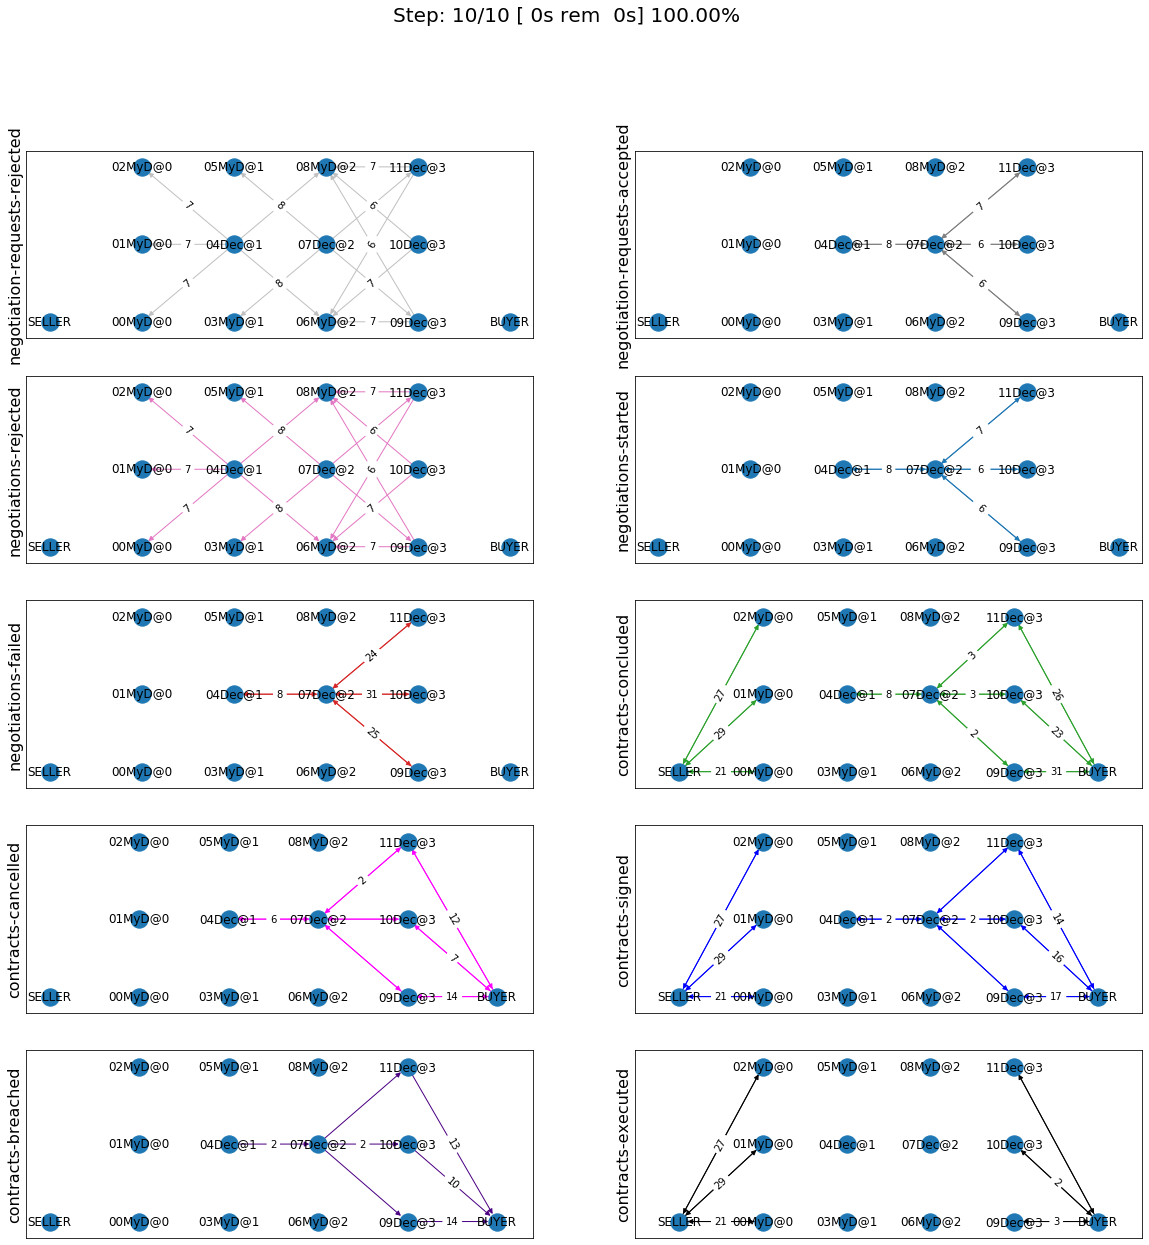 Step: 10/10 [ 0s rem  0s] 100.00%
negotiation-requests-rejected
02MyD@0 05MyD@1 08MyD@2 7 11Dec@3
7 8 6
01MyD@0 7 04Dec@1 07Dec@2 6 10Dec@3
7 8 7
SELLER 00MyD@0 03MyD@1 06MyD@2 7 09Dec@3 BUYER
negotiation-requests-accepted
02MyD@0 05MyD@1 08MyD@2 11Dec@3
7
01MyD@0 04Dec@1 8 07Dec@2 6 10Dec@3
6
SELLER 00MyD@0 03MyD@1 06MyD@2 09Dec@3 BUYER
negotiations-rejected
02MyD@0 05MyD@1 08MyD@2 7 11Dec@3
7 8 6
01MyD@0 7 04Dec@1 07Dec@2 6 10Dec@3
7 8 7
SELLER 00MyD@0 03MyD@1 06MyD@2 7 09Dec@3 BUYER
negotiations-started
02MyD@0 05MyD@1 08MyD@2 11Dec@3
7
01MyD@0 04Dec@1 8 07Dec@2 6 10Dec@3
6
SELLER 00MyD@0 03MyD@1 06MyD@2 09Dec@3 BUYER
negotiations-failed
02MyD@0 05MyD@1 08MyD@2 11Dec@3
24
01MyD@0 04Dec@1 8 07Dec@2 31 10Dec@3
25
SELLER 00MyD@0 03MyD@1 06MyD@2 09Dec@3 BUYER
contracts-concluded
02MyD@0 05MyD@1 08MyD@2 11Dec@3
3
27 01MyD@0 04Dec@1 8 07Dec@2 3 10Dec@3 26
29 2 23
SELLER 21 00MyD@0 03MyD@1 06MyD@2 09Dec@3 31 BUYER
contracts-cancelled
02MyD@0 05MyD@1 08MyD@2 11Dec@3
2
01MyD@0 04Dec@1 6 07Dec@2 10Dec@3 12
7
SELLER 00MyD@0 03MyD@1 06MyD@2 09Dec@3 14 BUYER
contracts-signed
02MyD@0 05MyD@1 08MyD@2 11Dec@3
27 01MyD@0 04Dec@1 2 07Dec@2 2 10Dec@3 14
29 16
SELLER 21 00MyD@0 03MyD@1 06MyD@2 09Dec@3 17 BUYER
contracts-breached
02MyD@0 05MyD@1 08MyD@2 11Dec@3
01MyD@0 04Dec@1 2 07Dec@2 2 10Dec@3 13
10
SELLER 00MyD@0 03MyD@1 06MyD@2 09Dec@3 14 BUYER
contracts-executed
02MyD@0 05MyD@1 08MyD@2 11Dec@3
27 01MyD@0 04Dec@1 07Dec@2 10Dec@3
29 2
SELLER 21 00MyD@0 03MyD@1 06MyD@2 09Dec@3 3 BUYER